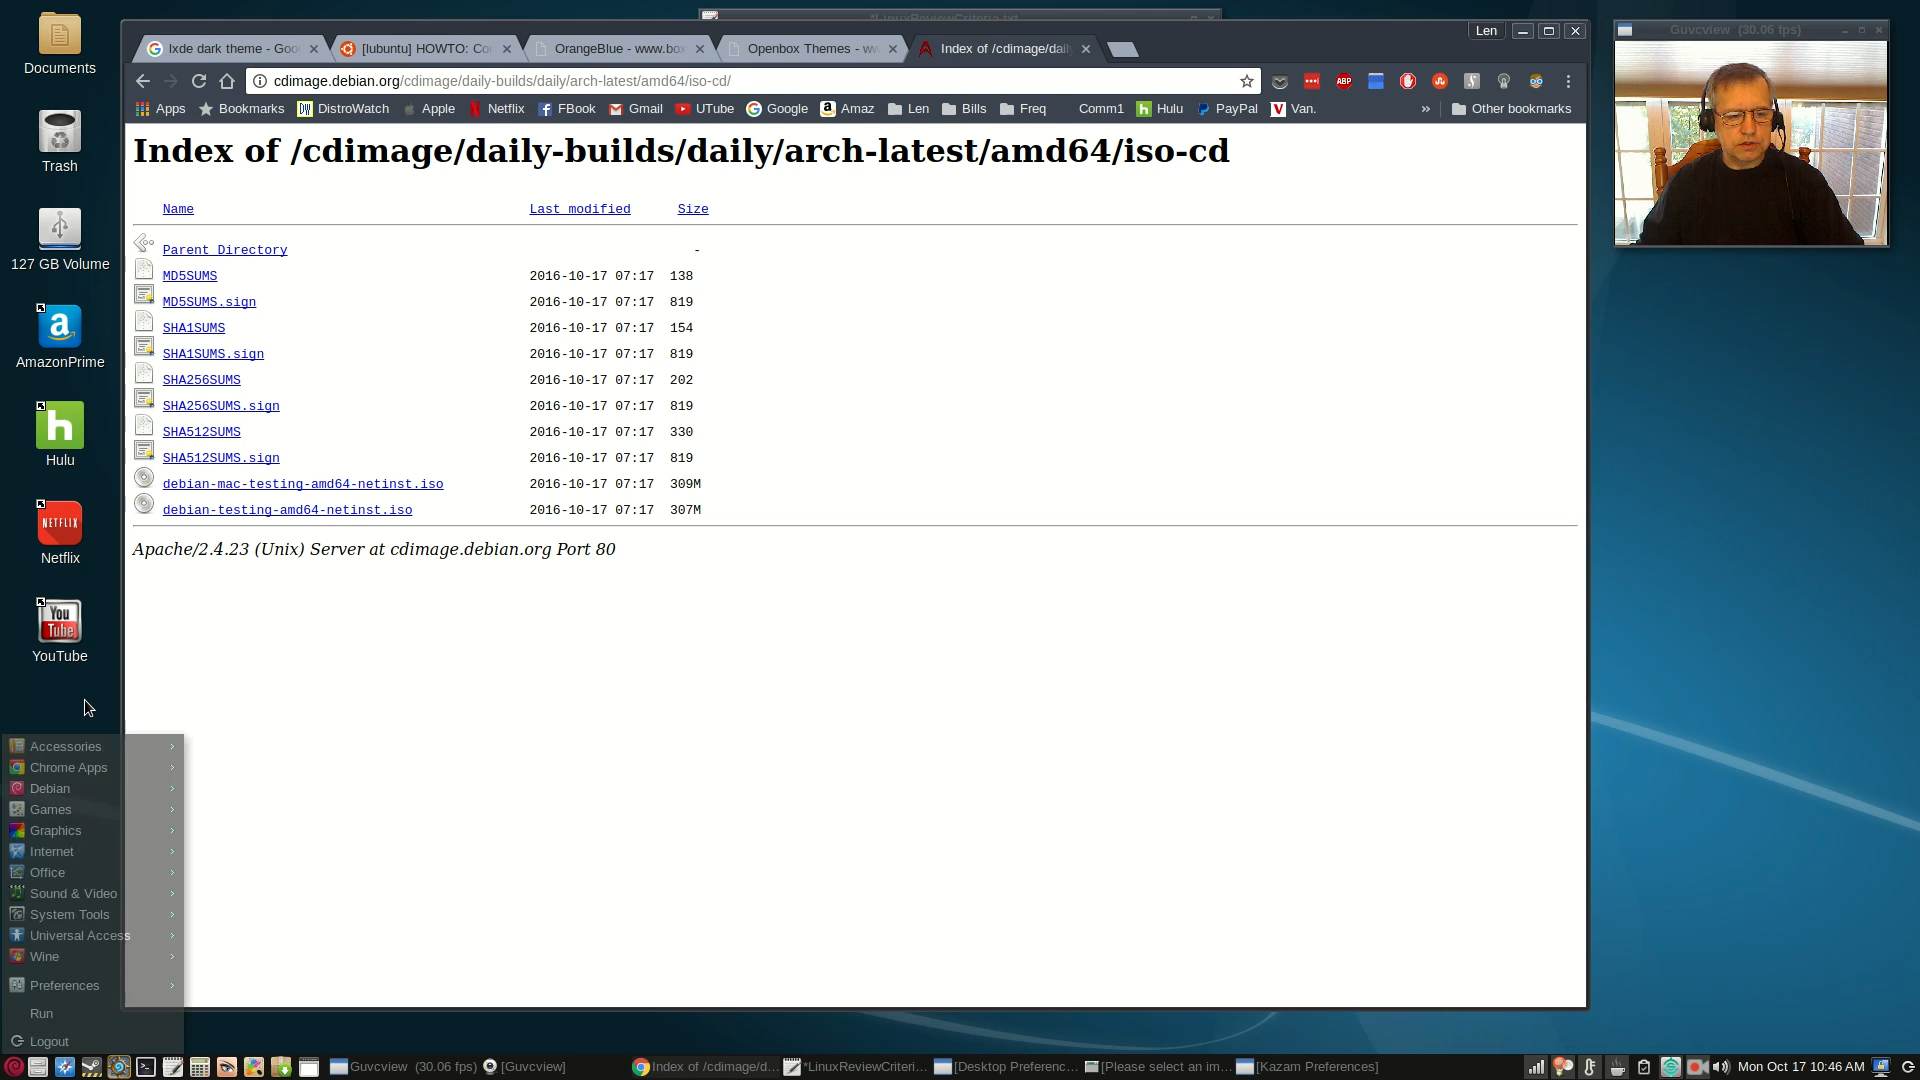 Documents
Trash
127 GB Volume
AmazonPrime
Hulu
NETFLIX
Netflix
You
Tube
YouTube
*LinuxReviewCriteria.txt
Len
lxde dark theme - Goo
[lubuntu] HOWTO: Co
OrangeBlue - www.box
Openbox Themes - ww
Index of /cdimage/dail
cdimage.debian.org/cdimage/daily-builds/daily/arch-latest/amd64/iso-cd/
ABP
Apps
Bookmarks
DistroWatch
Apple
Netflix
FBook
Gmail
UTube
Google
Amaz
Len
Bills
Freq
Comm1
Hulu
PayPal
Van.
»
Other bookmarks
Index of /cdimage/daily-builds/daily/arch-latest/amd64/iso-cd
Name Last modified Size
Parent Directory -
MD5SUMS 2016-10-17 07:17 138
MD5SUMS.sign 2016-10-17 07:17 819
SHA1SUMS 2016-10-17 07:17 154
SHA1SUMS.sign 2016-10-17 07:17 819
SHA256SUMS 2016-10-17 07:17 202
SHA256SUMS.sign 2016-10-17 07:17 819
SHA512SUMS 2016-10-17 07:17 330
SHA512SUMS.sign 2016-10-17 07:17 819
debian-mac-testing-amd64-netinst.iso 2016-10-17 07:17 309M
debian-testing-amd64-netinst.iso 2016-10-17 07:17 307M
Apache/2.4.23 (Unix) Server at cdimage.debian.org Port 80
Guvcview (30.06 fps)
Accessories
Chrome Apps
Debian
Games
Graphics
Internet
Office
Sound & Video
System Tools
Universal Access
Wine
Preferences
Run
Logout
Guvcview (30.06 fps)
[Guvcview]
Index of /cdimage/d...
*LinuxReviewCriteri...
[Desktop Preferenc...
[Please select an im...
[Kazam Preferences]
Mon Oct 17 10:46 AM